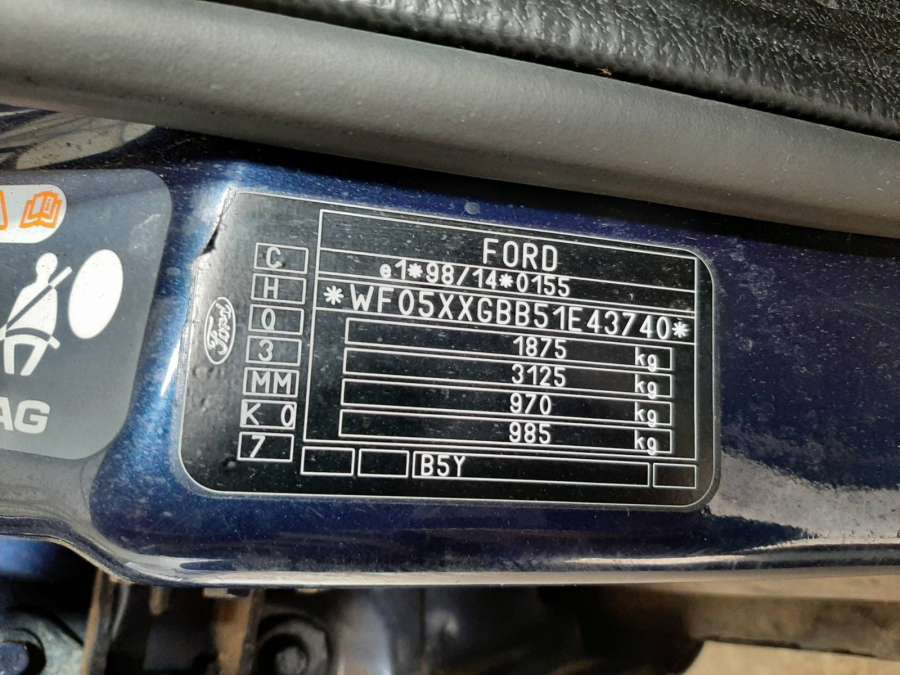 FORD
e1*98/14*0155
*WF05XXGBB51E43740*
1875 kg
3125 kg
970 kg
985 kg
B5Y
C
H
Q
3
MM
K 0
7
Ford
AG